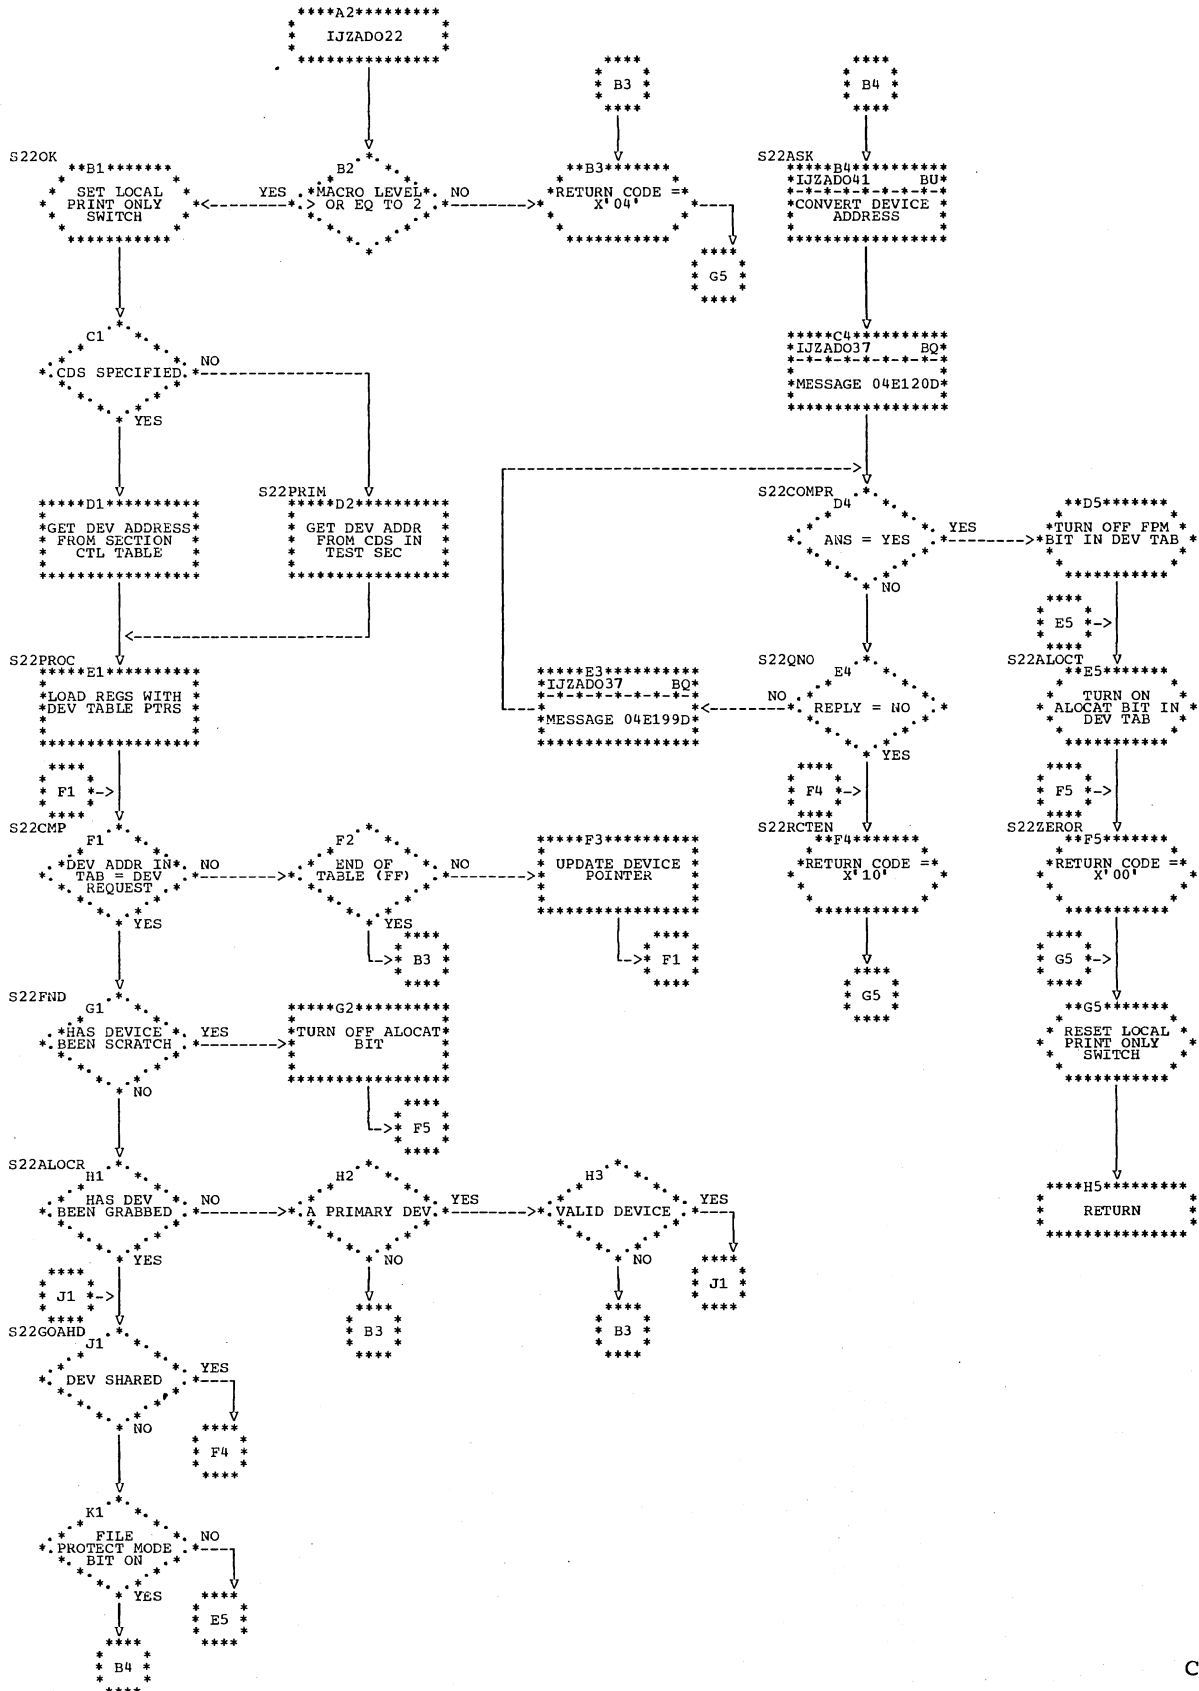 A2
IJZADO22
B3
B4
S22OK
B1
SET LOCAL
PRINT ONLY
SWITCH
YES
B2
MACRO LEVEL
> OR EQ TO 2
NO
B3
RETURN CODE =
X'04'
G5
S22ASK
B4
IJZADO41 BU
CONVERT DEVICE
ADDRESS
C1
CDS SPECIFIED
NO
YES
C4
IJZADO37 BQ
MESSAGE 04E120D
D1
GET DEV ADDRESS
FROM SECTION
CTL TABLE
S22PRIM
D2
GET DEV ADDR
FROM CDS IN
TEST SEC
S22COMPR
D4
ANS = YES
YES
NO
D5
TURN OFF FPM
BIT IN DEV TAB
E5
S22PROC
E1
LOAD REGS WITH
DEV TABLE PTRS
E3
IJZADO37 BQ
MESSAGE 04E199D
S22QNO
E4
NO
REPLY = NO
YES
S22ALOCT
E5
TURN ON
ALOCAT BIT IN
DEV TAB
F1
F4
F5
S22CMP
F1
DEV ADDR IN
TAB = DEV
REQUEST
NO
YES
F2
END OF
TABLE (FF)
NO
YES
F3
UPDATE DEVICE
POINTER
S22RCTEN
F4
RETURN CODE =
X'10'
S22ZEROR
F5
RETURN CODE =
X'00'
B3
F1
G5
G5
S22FND
G1
HAS DEVICE
BEEN SCRATCH
YES
NO
G2
TURN OFF ALOCAT
BIT
F5
G5
RESET LOCAL
PRINT ONLY
SWITCH
S22ALOCR
H1
HAS DEV
BEEN GRABBED
NO
YES
H2
A PRIMARY DEV
YES
NO
H3
VALID DEVICE
YES
NO
H5
RETURN
J1
B3
B3
J1
S22GOAHD
J1
DEV SHARED
YES
NO
F4
K1
FILE
PROTECT MODE
BIT ON
NO
YES
E5
B4
C